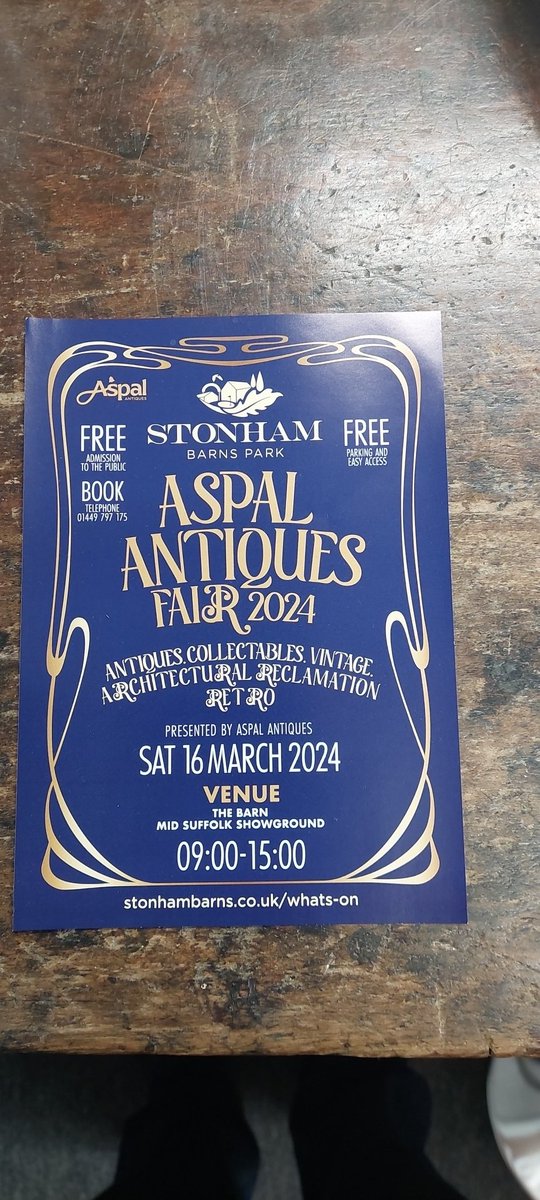 Aspal
ANTIQUES
STONHAM
BARNS PARK
FREE
ADMISSION
TO THE PUBLIC
BOOK
TELEPHONE
01449 797 175
FREE
PARKING AND
EASY ACCESS
ASPAL
ANTIQUES
FAIR 2024
ANTIQUES. COLLECTABLES. VINTAGE.
ARCHITECTURAL RECLAMATION
RETRO
PRESENTED BY ASPAL ANTIQUES
SAT 16 MARCH 2024
VENUE
THE BARN
MID SUFFOLK SHOWGROUND
09:00-15:00
stonhambarns.co.uk/whats-on